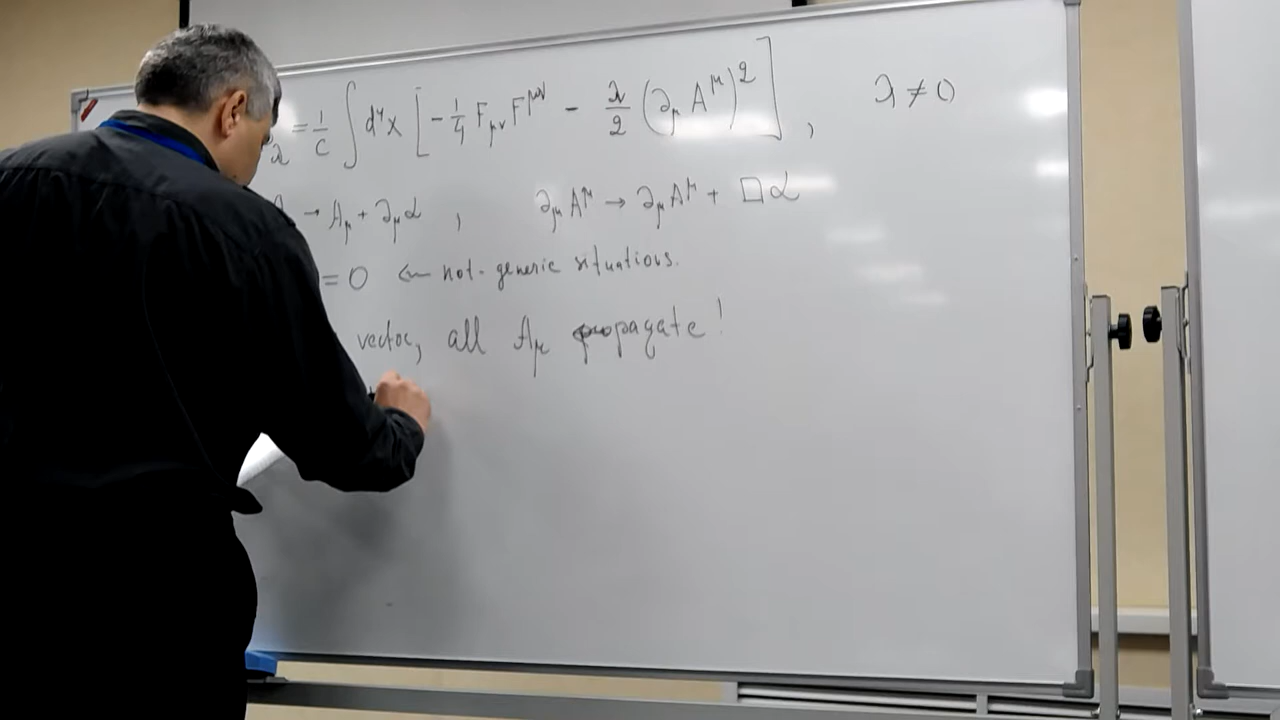 λ = 1/c ∫ d⁴x [ -1/4 F_μν F^μν - λ/2 (∂_μ A^μ)² ] , λ ≠ 0
→ A_μ + ∂_μ α , ∂_μ A^μ → ∂_μ A^μ + □α
= 0 ← not-generic situations.
vector, all A_μ propagate!